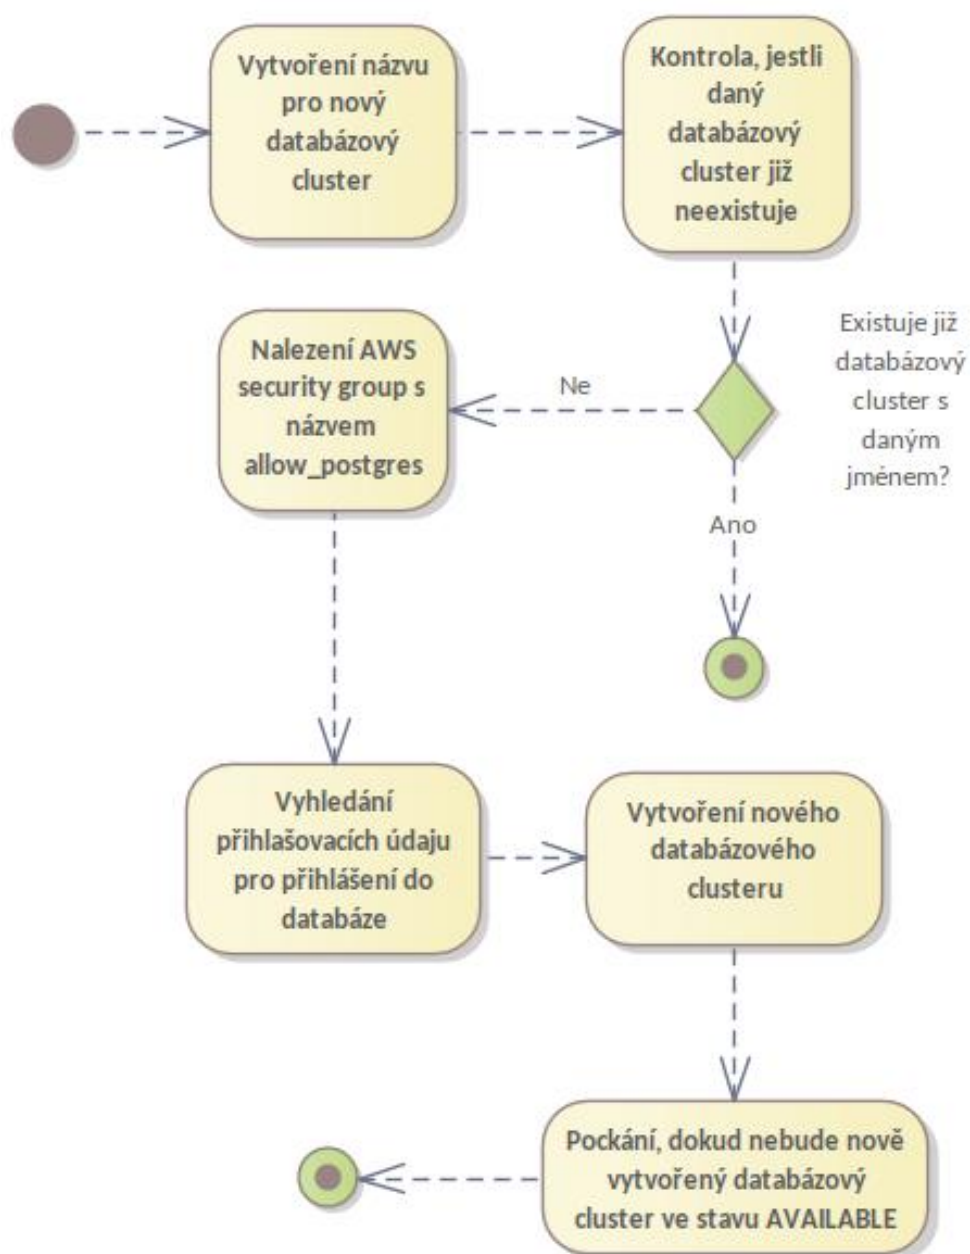 Vytvoření názvu
pro nový
databázový
cluster
Kontrola, jestli
daný
databázový
cluster již
neexistuje
Existuje již
databázový
cluster s
daným
jménem?
Nalezení AWS
security group s
názvem
allow_postgres
Ne
Ano
Vyhledání
přihlašovacích údaju
pro přihlášení do
databáze
Vytvoření nového
databázového
clusteru
Pockání, dokud nebude nově
vytvořený databázový
cluster ve stavu AVAILABLE